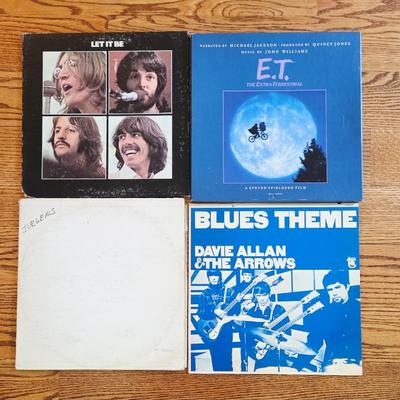 LET IT BE
NARRATED BY MICHAEL JACKSON • PRODUCED BY QUINCY JONES
MUSIC BY JOHN WILLIAMS
E.T.
THE EXTRA-TERRESTRIAL
A STEVEN SPIELBERG FILM
BLUES THEME
DAVIE ALLAN
& THE ARROWS